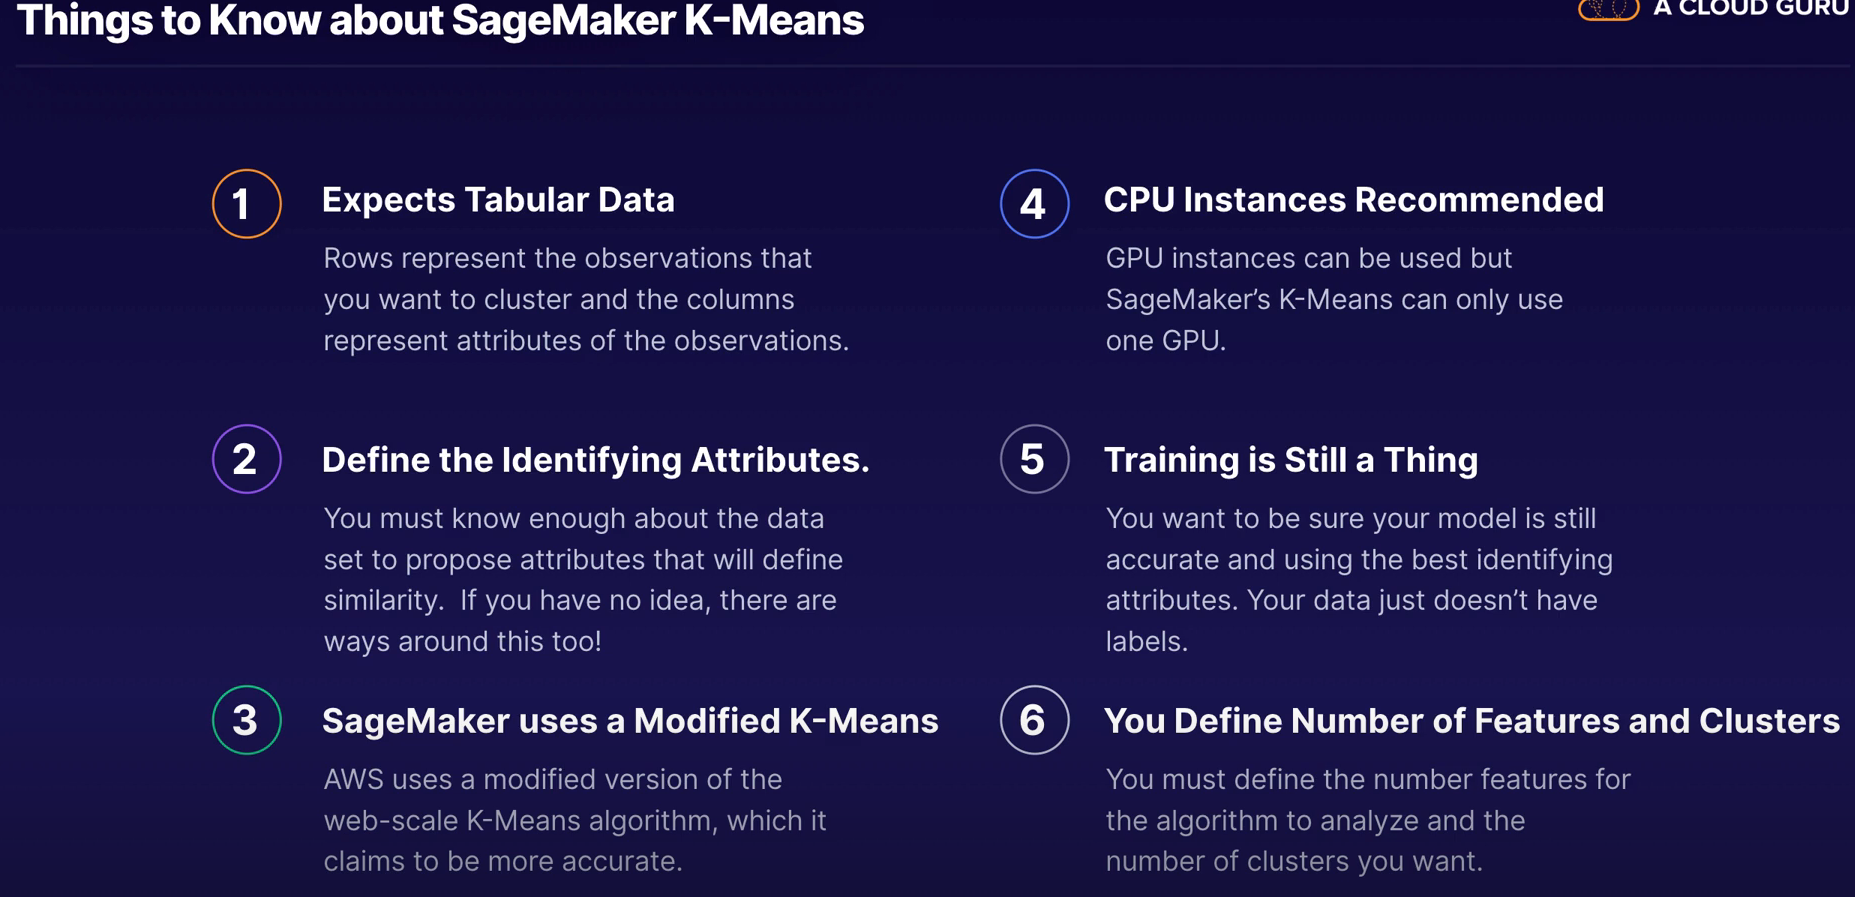 Things to Know about SageMaker K-Means
A CLOUD GURU
1
Expects Tabular Data
Rows represent the observations that
you want to cluster and the columns
represent attributes of the observations.
2
Define the Identifying Attributes.
You must know enough about the data
set to propose attributes that will define
similarity.  If you have no idea, there are
ways around this too!
3
SageMaker uses a Modified K-Means
AWS uses a modified version of the
web-scale K-Means algorithm, which it
claims to be more accurate.
4
CPU Instances Recommended
GPU instances can be used but
SageMaker’s K-Means can only use
one GPU.
5
Training is Still a Thing
You want to be sure your model is still
accurate and using the best identifying
attributes. Your data just doesn’t have
labels.
6
You Define Number of Features and Clusters
You must define the number features for
the algorithm to analyze and the
number of clusters you want.